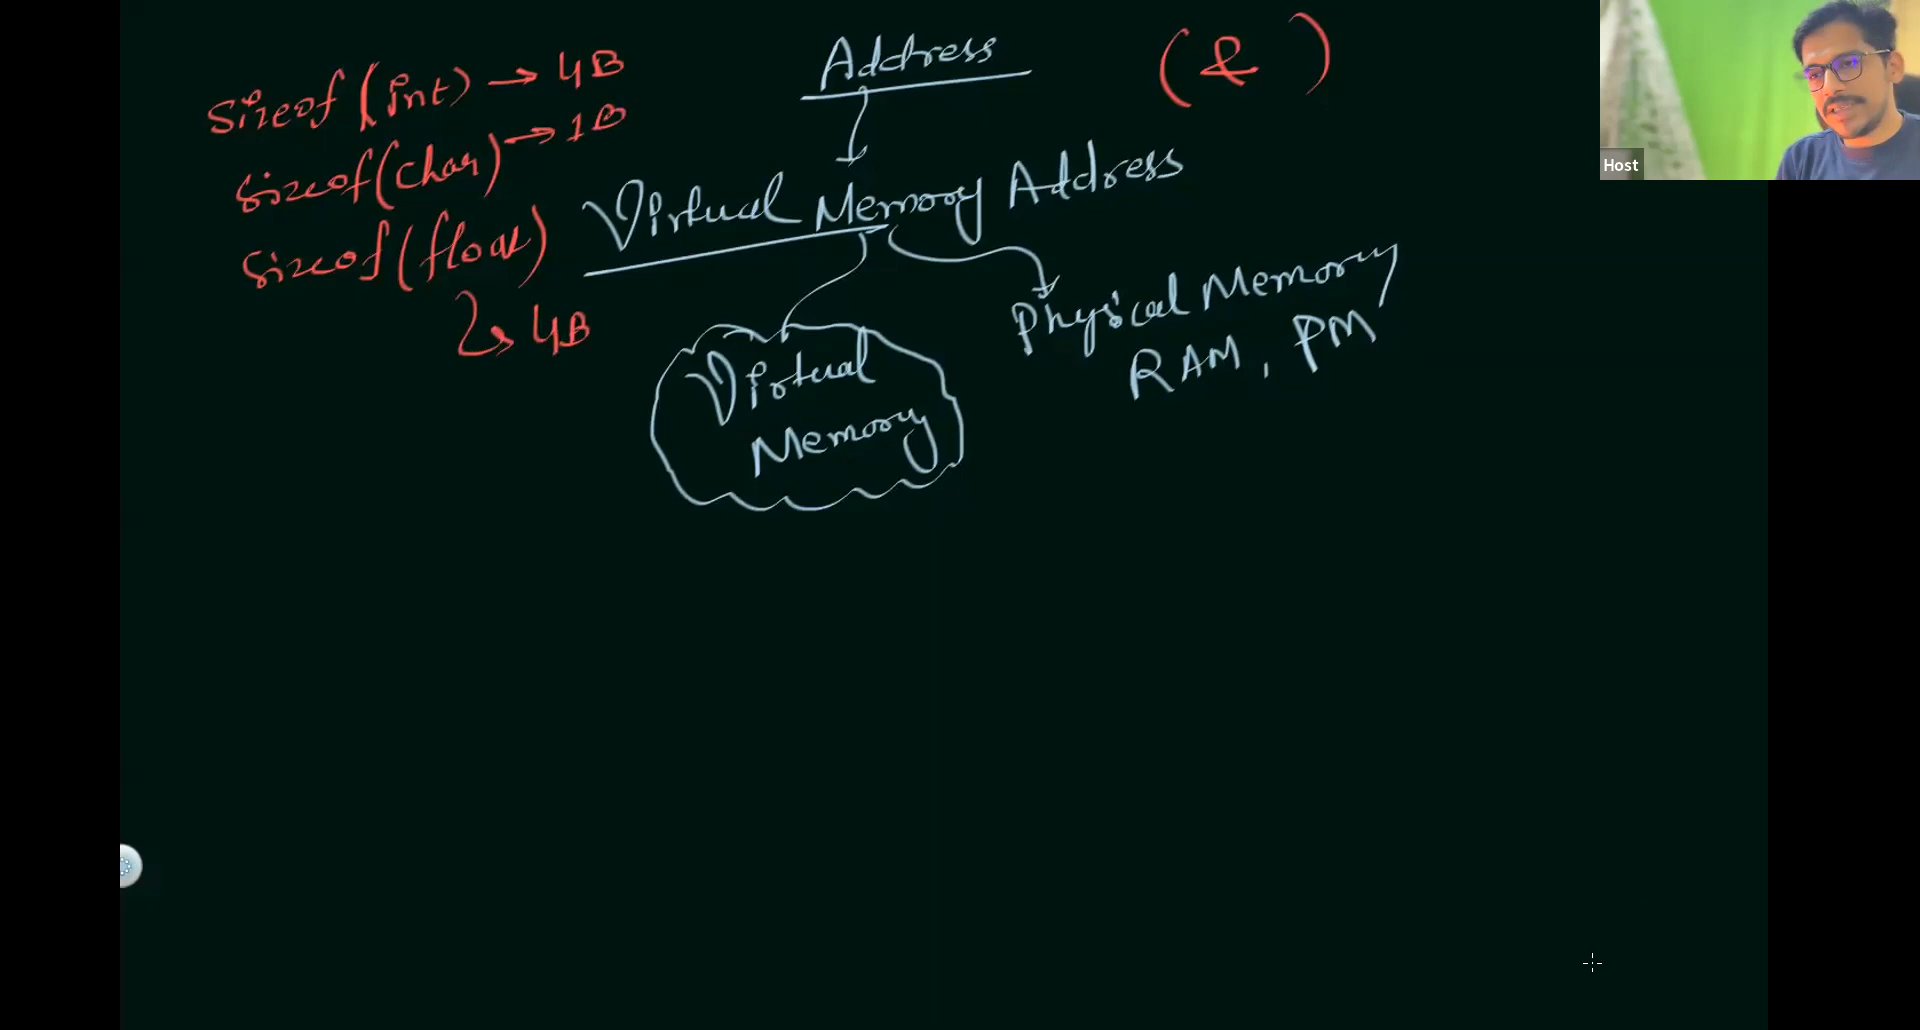 Address (&)
sizeof(int) → 4B
sizeof(char) → 1B
sizeof(float)
↳ 4B
Virtual Memory Address
Virtual
Memory
Physical Memory
RAM, PM
Host